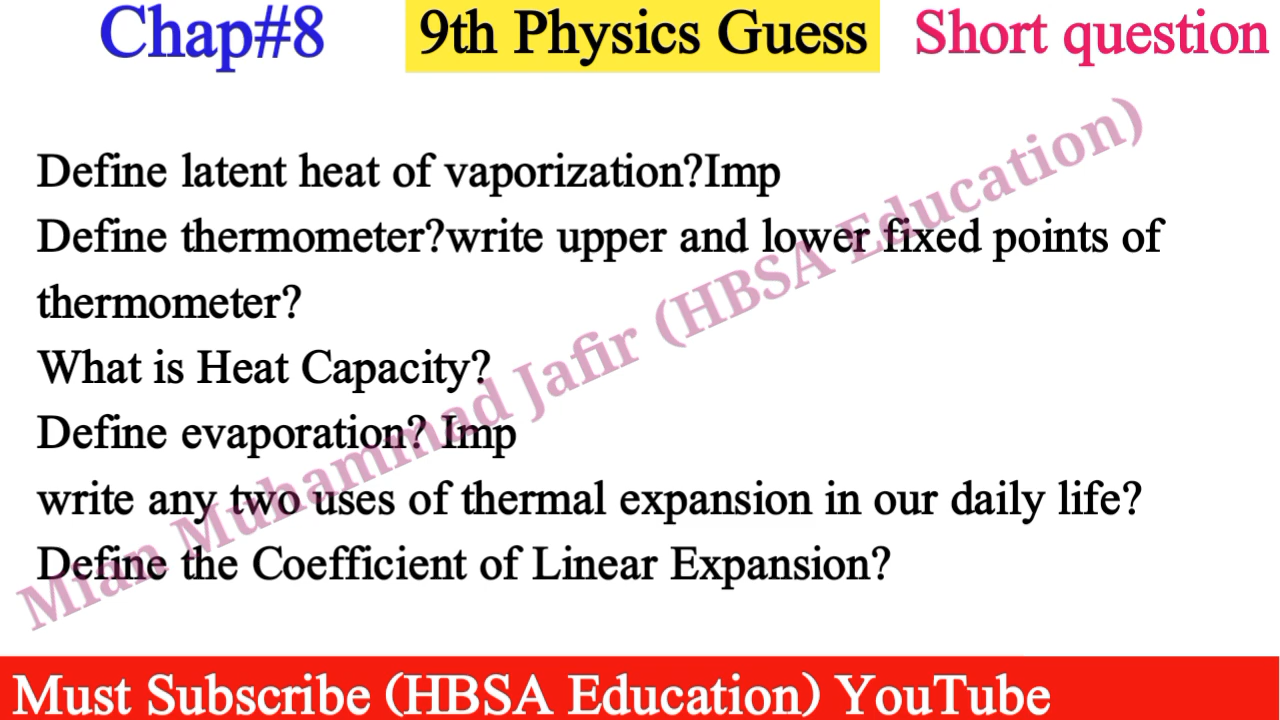 Chap#8 9th Physics Guess Short question
Define latent heat of vaporization?Imp
Define thermometer?write upper and lower fixed points of
thermometer?
What is Heat Capacity?
Define evaporation? Imp
write any two uses of thermal expansion in our daily life?
Define the Coefficient of Linear Expansion?
Mian Muhammad Jafir (HBSA Education)
Must Subscribe (HBSA Education) YouTube